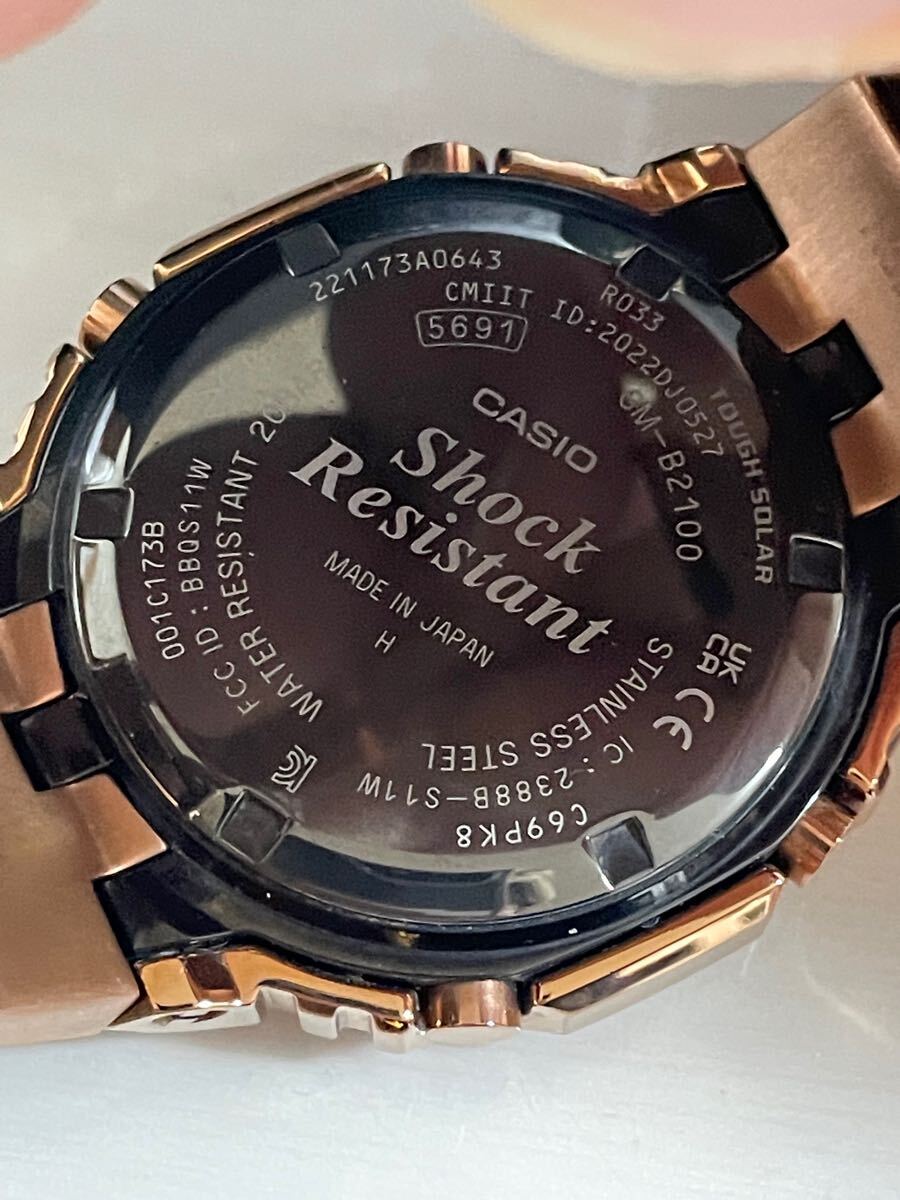 221173A0643
R033
CMIIT ID:2022DJ0527
5691
TOUGH SOLAR
GM-B2100
CASIO
Shock
Resistant
MADE IN JAPAN
H
WATER RESISTANT
FCC ID : BBQS11W
001C173B
STAINLESS STEEL
IC : 2388B-S11W
C69PK8
UK
CA
CE